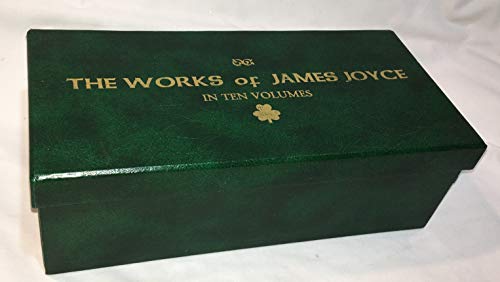 THE WORKS of JAMES JOYCE
IN TEN VOLUMES